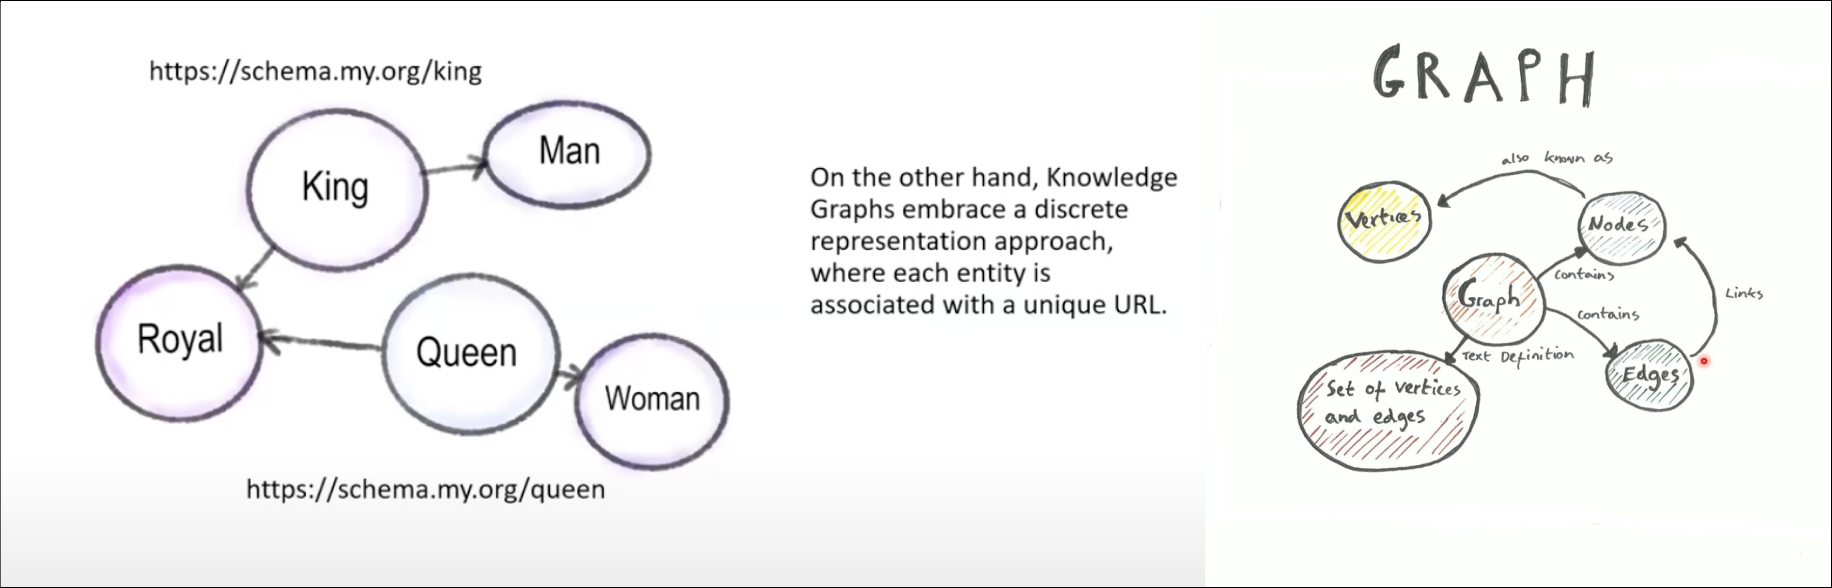 https://schema.my.org/king
King
Man
Royal
Queen
Woman
https://schema.my.org/queen
On the other hand, Knowledge
Graphs embrace a discrete
representation approach,
where each entity is
associated with a unique URL.
GRAPH
also known as
Vertices
Nodes
contains
Graph
Links
contains
Text Definition
Edges
Set of vertices
and edges